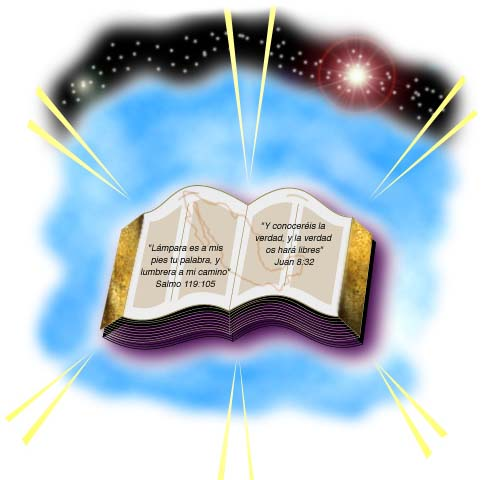 "Lámpara es a mis
pies tu palabra, y
lumbrera a mi camino"
Salmo 119:105
"Y conoceréis la
verdad, y la verdad
os hará libres"
Juan 8:32